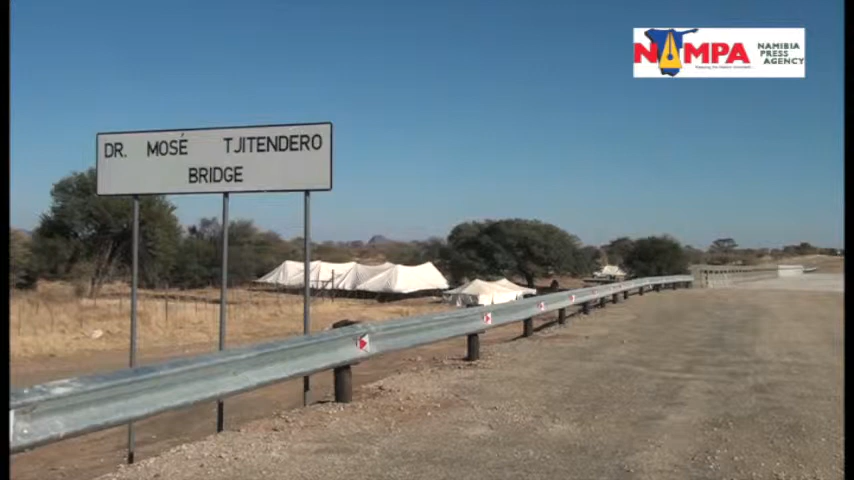 DR. MOSÉ TJITENDERO
BRIDGE
NAMPA
NAMIBIA
PRESS
AGENCY